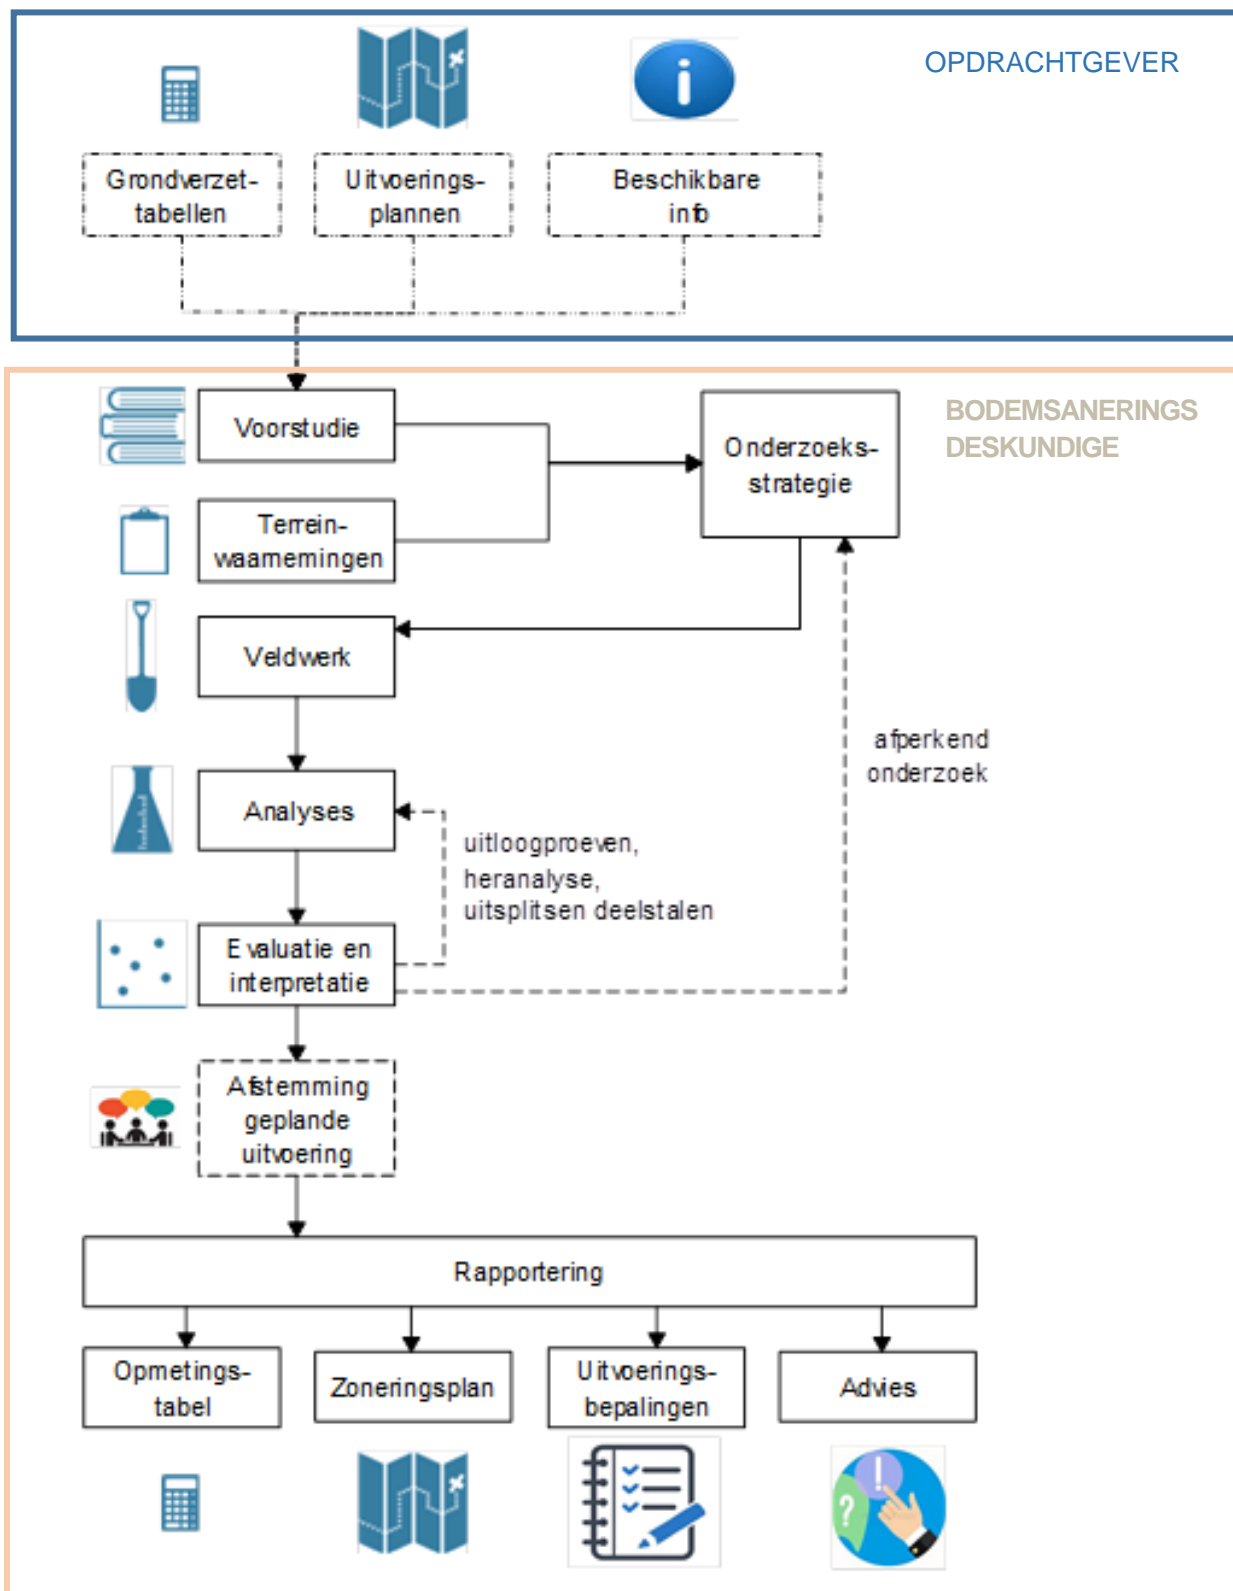 OPDRACHTGEVER
Grondverzet-
tabellen
Uitvoerings-
plannen
Beschikbare
info
BODEMSANERINGS
DESKUNDIGE
Voorstudie
Onderzoeks-
strategie
Terrein-
waarnemingen
Veldwerk
afperkend
onderzoek
Analyses
uitloogproeven,
heranalyse,
uitsplitsen deelstalen
Evaluatie en
interpretatie
Afstemming
geplande
uitvoering
Rapportering
Opmetings-
tabel
Zoneringsplan
Uitvoerings-
bepalingen
Advies